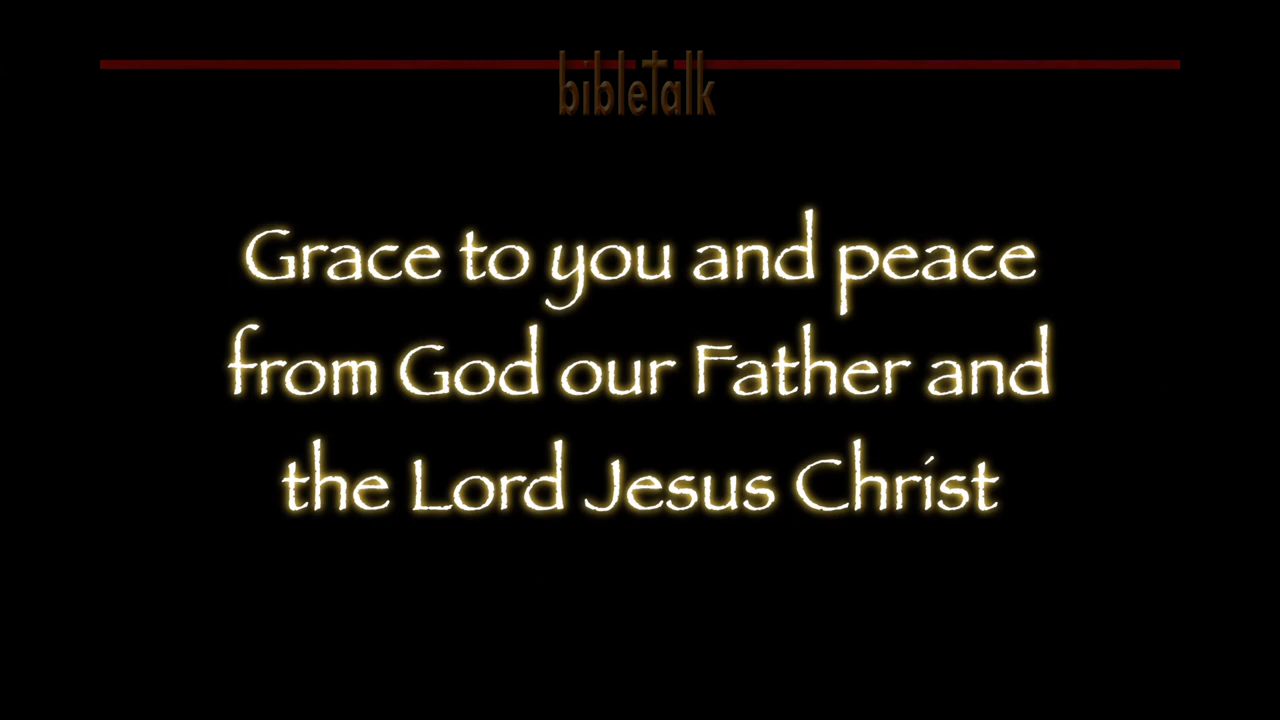 bibleTalk
Grace to you and peace
from God our Father and
the Lord Jesus Christ